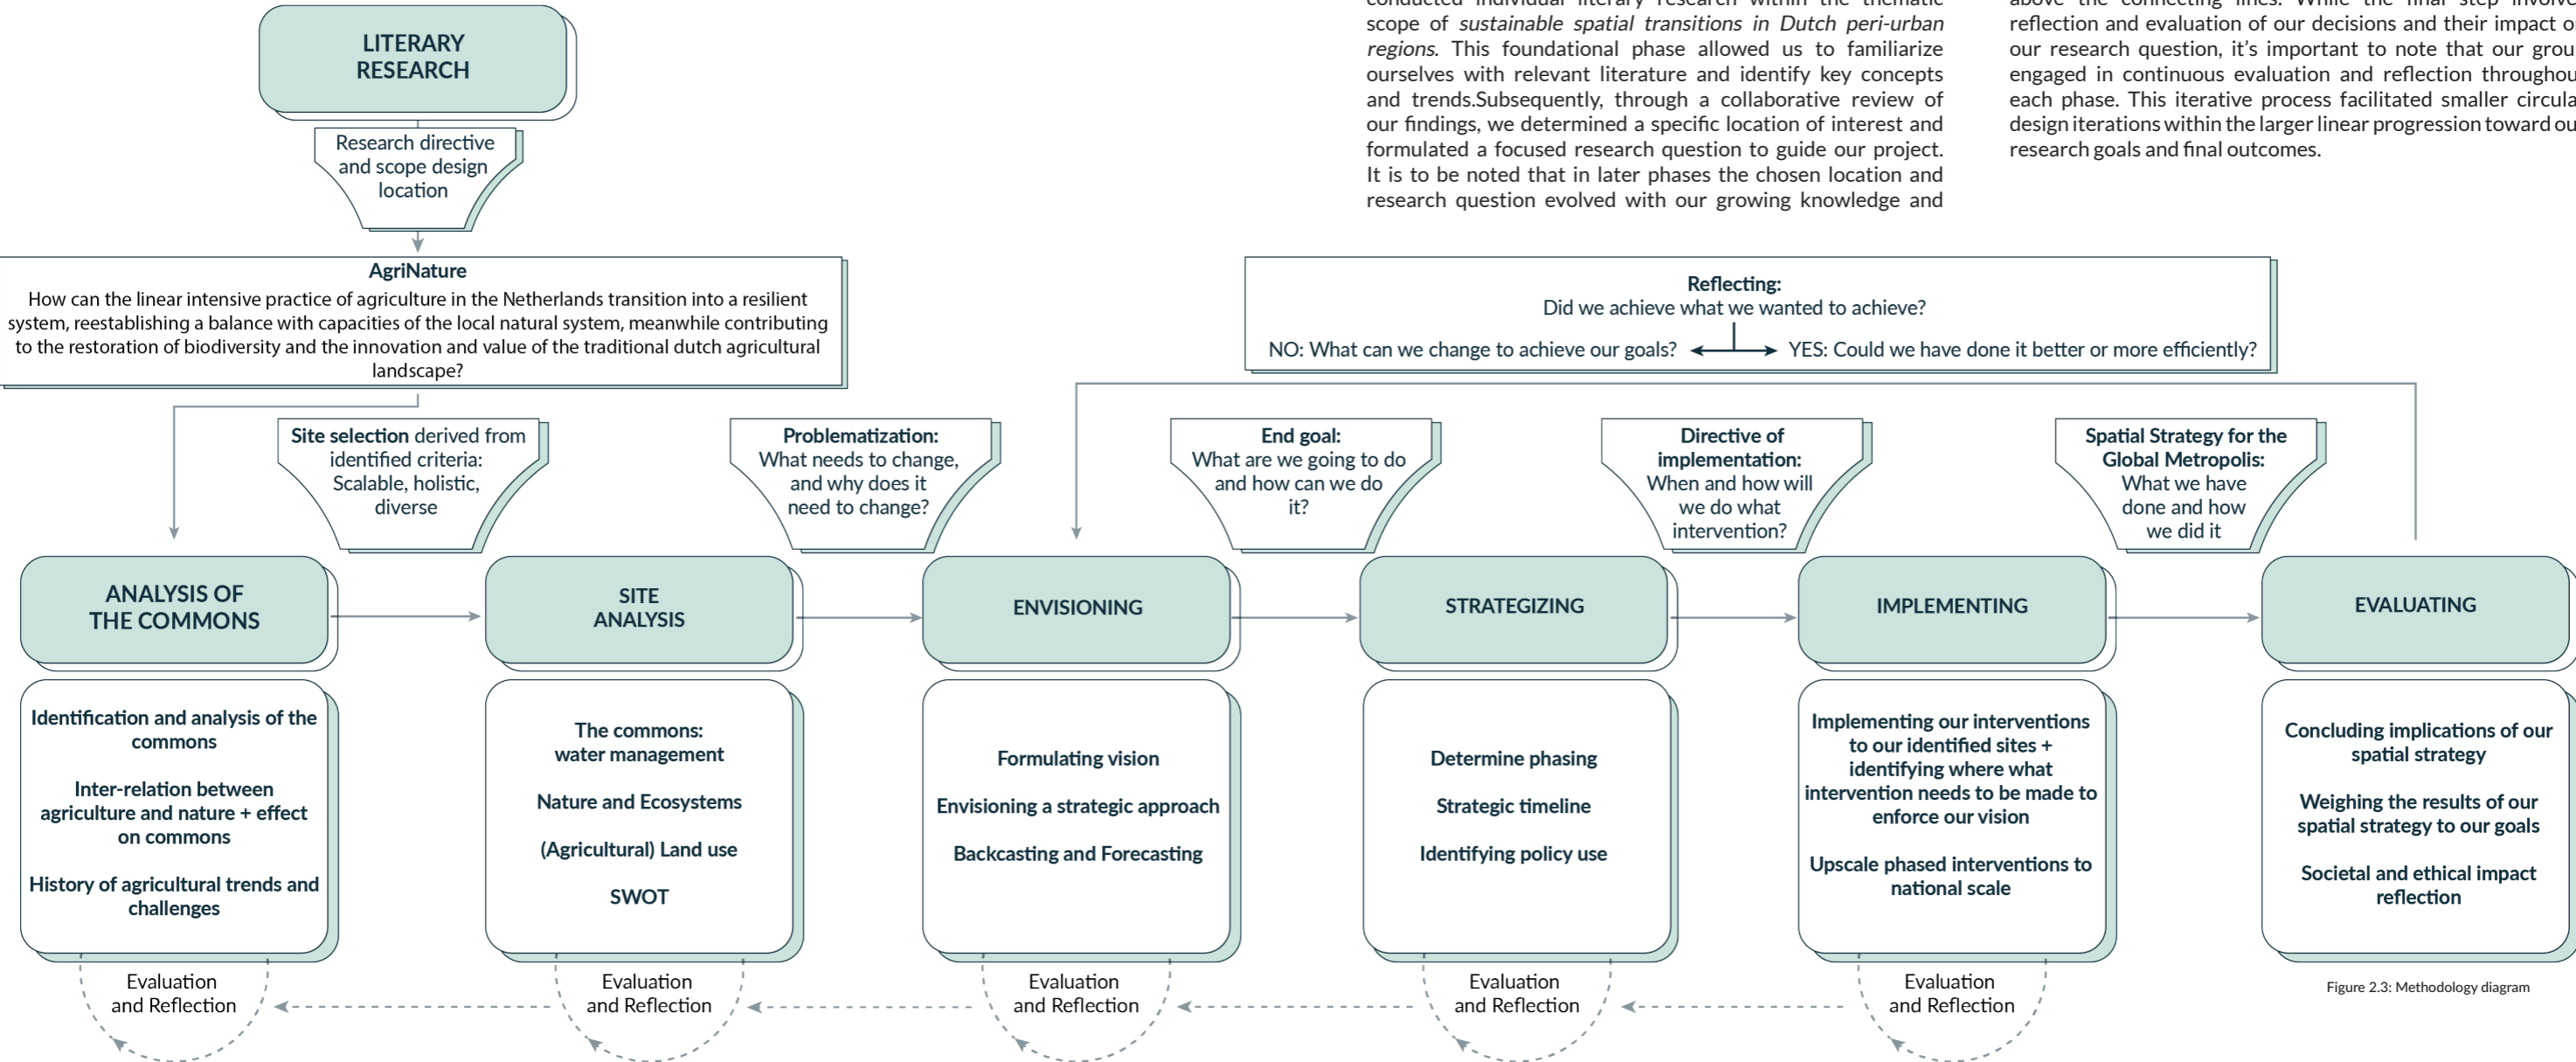 LITERARY
RESEARCH
Research directive
and scope design
location
AgriNature
How can the linear intensive practice of agriculture in the Netherlands transition into a resilient
system, reestablishing a balance with capacities of the local natural system, meanwhile contributing
to the restoration of biodiversity and the innovation and value of the traditional dutch agricultural
landscape?
conducted individual literary research within the thematic
scope of sustainable spatial transitions in Dutch peri-urban
regions. This foundational phase allowed us to familiarize
ourselves with relevant literature and identify key concepts
and trends.Subsequently, through a collaborative review of
our findings, we determined a specific location of interest and
formulated a focused research question to guide our project.
It is to be noted that in later phases the chosen location and
research question evolved with our growing knowledge and
above the connecting lines. While the final step
reflection and evaluation of our decisions and their impact
our research question, it's important to note that our
engaged in continuous evaluation and reflection
each phase. This iterative process facilitated smaller
design iterations within the larger linear progression toward
research goals and final outcomes.
Reflecting:
Did we achieve what we wanted to achieve?
NO: What can we change to achieve our goals? YES: Could we have done it better or more efficiently?
Site selection derived from
identified criteria:
Scalable, holistic,
diverse
Problematization:
What needs to change,
and why does it
need to change?
End goal:
What are we going to do
and how can we do
it?
Directive of
implementation:
When and how will
we do what
intervention?
Spatial Strategy for the
Global Metropolis:
What we have
done and how
we did it
ANALYSIS OF
THE COMMONS
SITE
ANALYSIS
ENVISIONING
STRATEGIZING
IMPLEMENTING
EVALUATING
Identification and analysis of the
commons
Inter-relation between
agriculture and nature + effect
on commons
History of agricultural trends and
challenges
The commons:
water management
Nature and Ecosystems
(Agricultural) Land use
SWOT
Formulating vision
Envisioning a strategic approach
Backcasting and Forecasting
Determine phasing
Strategic timeline
Identifying policy use
Implementing our interventions
to our identified sites +
identifying where what
intervention needs to be made to
enforce our vision
Upscale phased interventions to
national scale
Concluding implications of our
spatial strategy
Weighing the results of our
spatial strategy to our goals
Societal and ethical impact
reflection
Evaluation
and Reflection
Evaluation
and Reflection
Evaluation
and Reflection
Evaluation
and Reflection
Evaluation
and Reflection
Figure 2.3: Methodology diagram